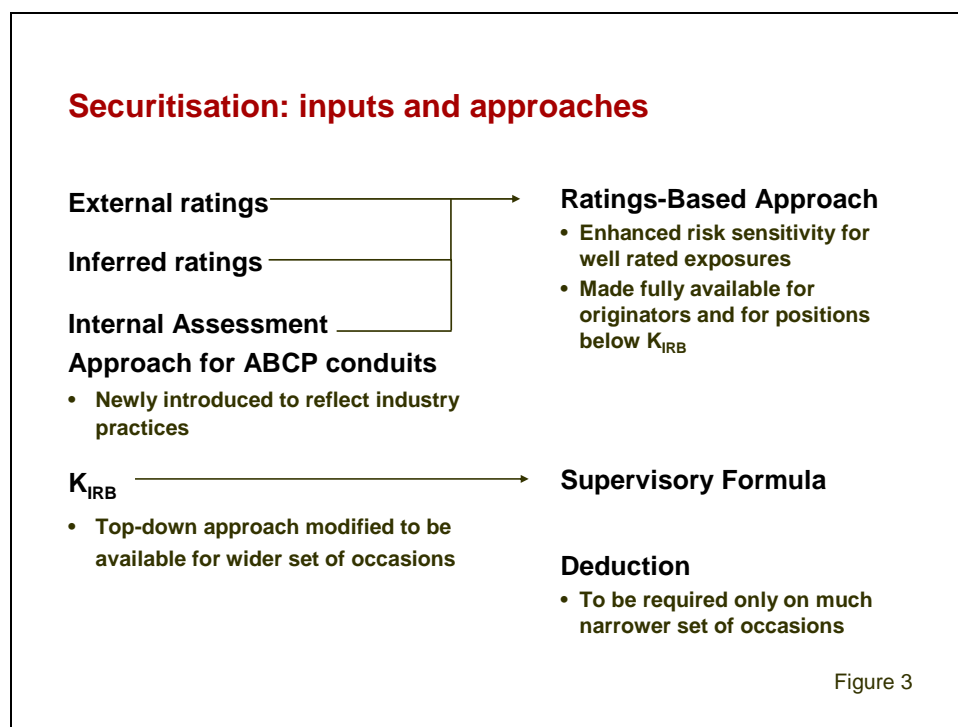 Securitisation: inputs and approaches
External ratings
Inferred ratings
Internal Assessment
Approach for ABCP conduits
• Newly introduced to reflect industry
practices
K_IRB
• Top-down approach modified to be
available for wider set of occasions
Ratings-Based Approach
• Enhanced risk sensitivity for
well rated exposures
• Made fully available for
originators and for positions
below K_IRB
Supervisory Formula
Deduction
• To be required only on much
narrower set of occasions
Figure 3